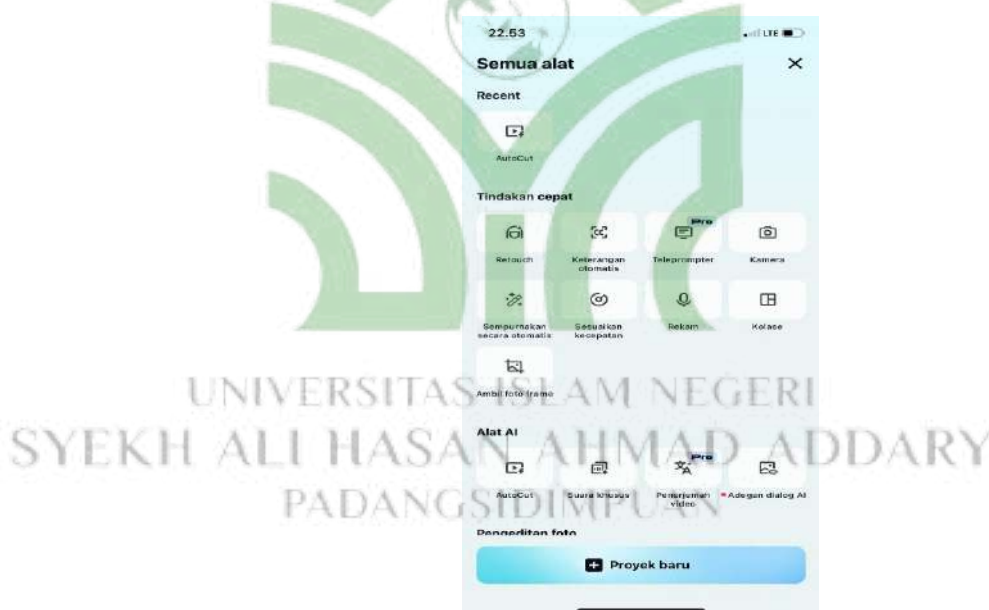 22.53 LTE
Semua alat
Recent
AutoCut
Tindakan cepat
Pro
Retouch Keterangan otomatis Teleprompter Kamera
Sempurnakan secara otomatis Sesuaikan kecepatan Rekam Kolase
Ambil foto frame
Alat AI
Pro
AutoCut Suara khusus Penerjemah video Adegan dialog AI
Pengeditan foto
Proyek baru
UNIVERSITAS ISLAM NEGERI
SYEKH ALI HASAN AHMAD ADDARY
PADANGSIDIMPUAN